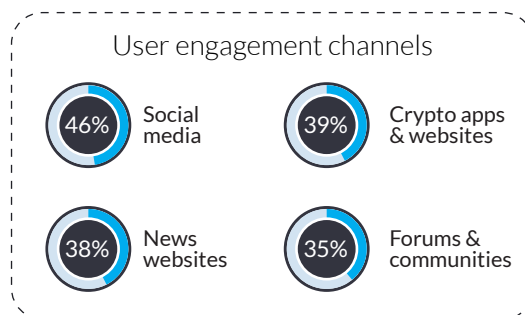 User engagement channels
46%
Social
media
39%
Crypto apps
& websites
38%
News
websites
35%
Forums &
communities